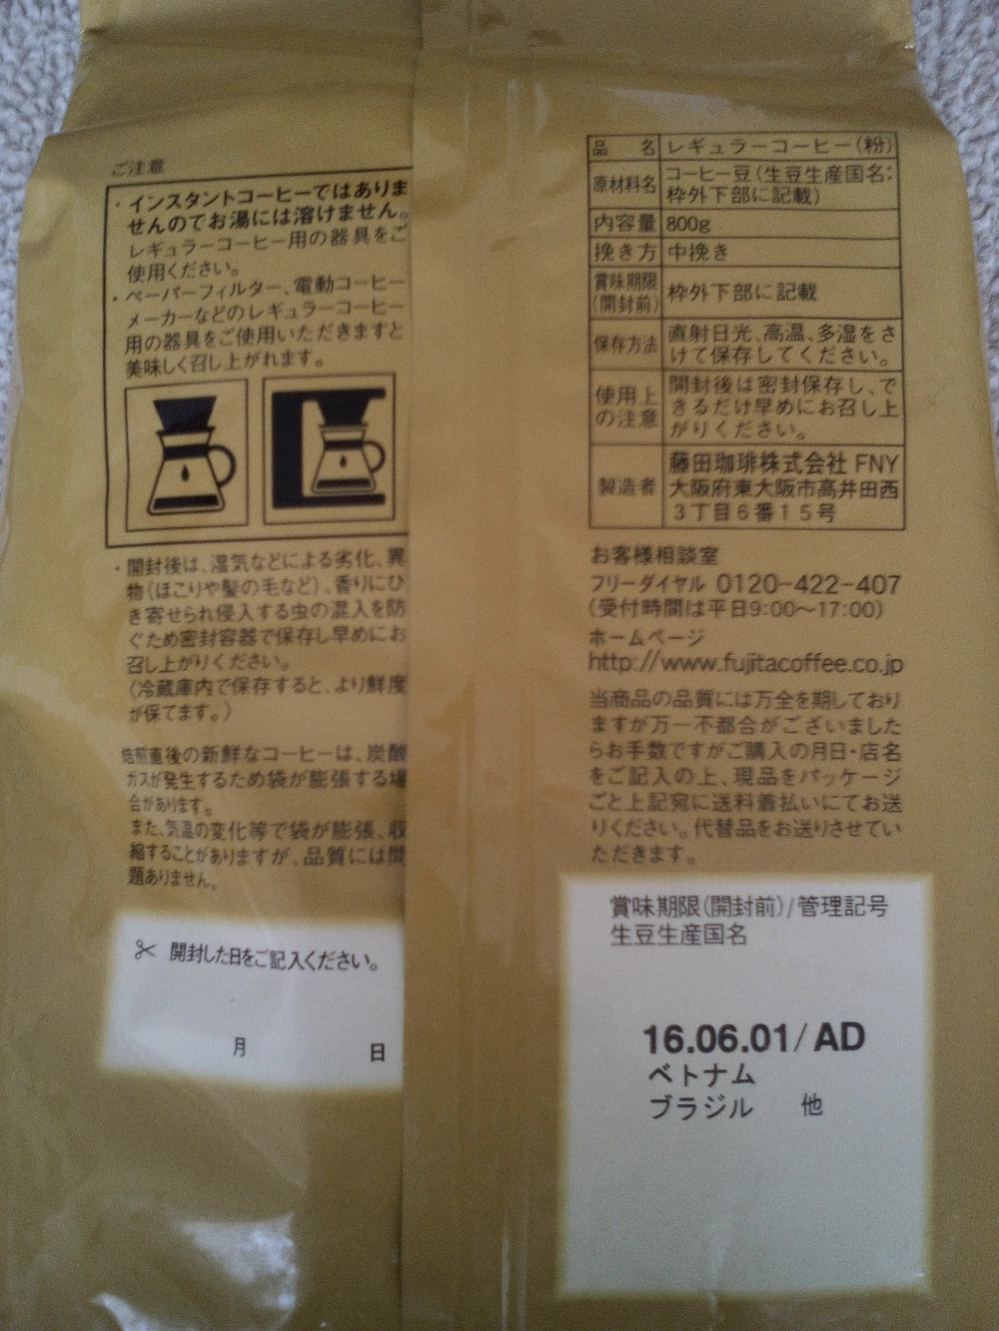 ご注意
・インスタントコーヒーではありま
せんのでお湯には溶けません。
レギュラーコーヒー用の器具をご
使用ください。
・ペーパーフィルター、電動コーヒー
メーカーなどのレギュラーコーヒー
用の器具をご使用いただきますと
美味しく召し上がれます。
・開封後は、湿気などによる劣化、異
物(ほこりや髪の毛など)、香りにひ
き寄せられ侵入する虫の混入を防
ぐため密封容器で保存し早めにお
召し上がりください。
(冷蔵庫内で保存すると、より鮮度
が保てます。)
焙煎直後の新鮮なコーヒーは、炭酸
ガスが発生するため袋が膨張する場
合があります。
また、気温の変化等で袋が膨張、収
縮することがありますが、品質には問
題ありません。
開封した日をご記入ください。
月 日
品名 レギュラーコーヒー(粉)
原材料名 コーヒー豆(生豆生産国名:
枠外下部に記載)
内容量 800g
挽き方 中挽き
賞味期限
(開封前) 枠外下部に記載
保存方法 直射日光、高温、多湿をさ
けて保存してください。
使用上
の注意 開封後は密封保存し、で
きるだけ早めにお召し上
がりください。
製造者 藤田珈琲株式会社 FNY
大阪府東大阪市高井田西
3丁目6番15号
お客様相談室
フリーダイヤル 0120-422-407
(受付時間は平日9:00〜17:00)
ホームページ
http://www.fujitacoffee.co.jp
当商品の品質には万全を期しており
ますが万一不都合がございました
らお手数ですがご購入の月日・店名
をご記入の上、現品をパッケージ
ごと上記宛に送料着払いにてお送
りください。代替品をお送りさせてい
ただきます。
賞味期限(開封前)/管理記号
生豆生産国名
16.06.01/AD
ベトナム
ブラジル 他